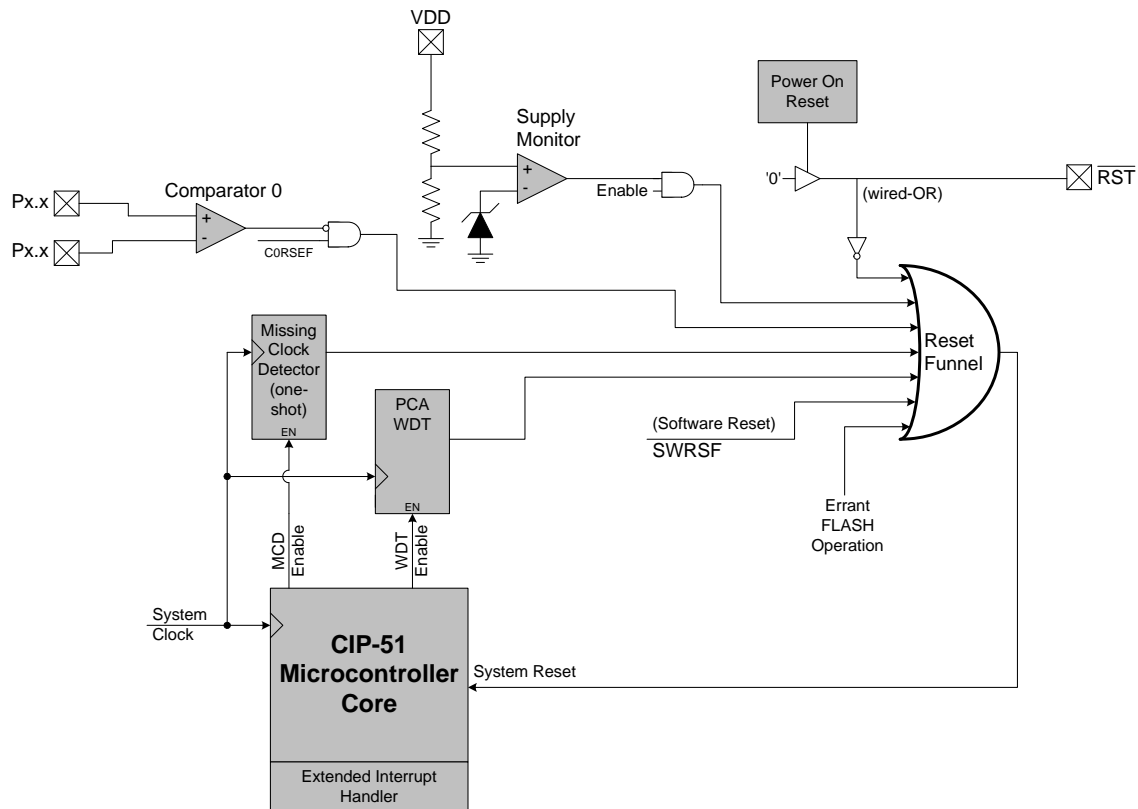 VDD
Power On
Reset
Supply
Monitor
+
-
Enable
'0'
(wired-OR)
RST
Px.x
Px.x
Comparator 0
+
-
C0RSEF
Missing
Clock
Detector
(one-
shot)
EN
PCA
WDT
EN
Reset
Funnel
(Software Reset)
SWRSF
Errant
FLASH
Operation
MCD
Enable
WDT
Enable
System
Clock
CIP-51
Microcontroller
Core
System Reset
Extended Interrupt
Handler